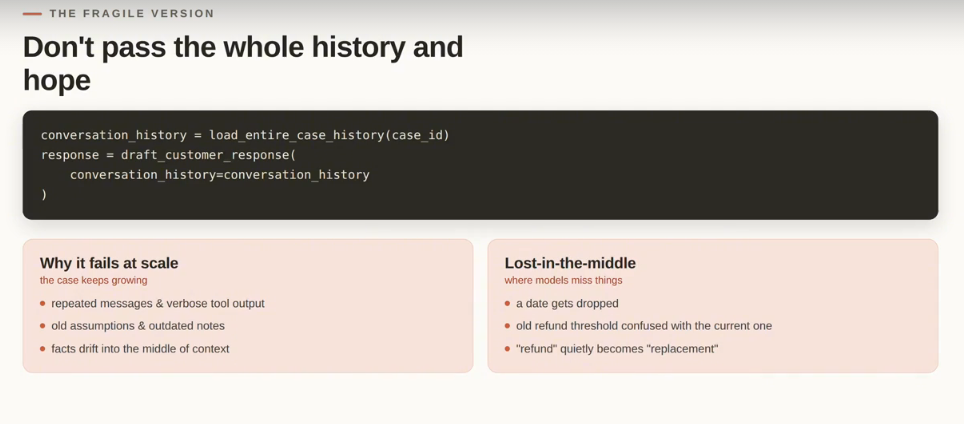 THE FRAGILE VERSION
Don't pass the whole history and
hope
conversation_history = load_entire_case_history(case_id)
response = draft_customer_response(
    conversation_history=conversation_history
)
Why it fails at scale
the case keeps growing
repeated messages & verbose tool output
old assumptions & outdated notes
facts drift into the middle of context
Lost-in-the-middle
where models miss things
a date gets dropped
old refund threshold confused with the current one
"refund" quietly becomes "replacement"